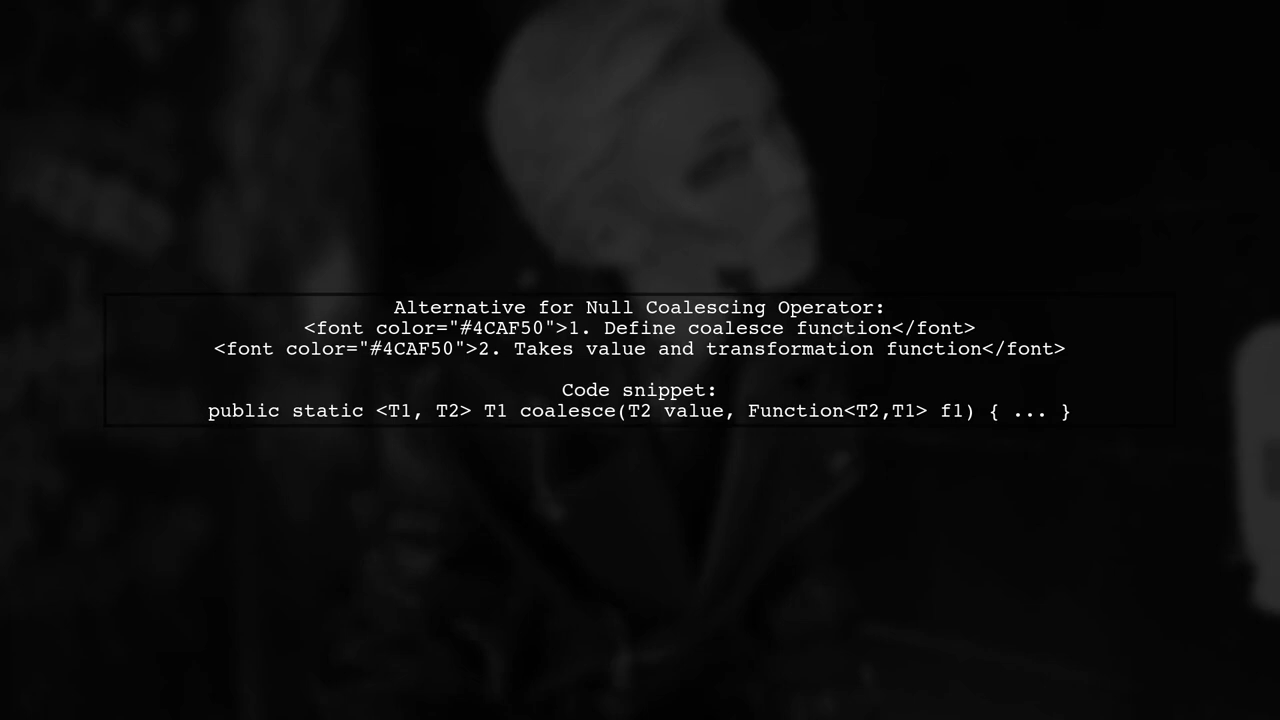 Alternative for Null Coalescing Operator:
<font color="#4CAF50">1. Define coalesce function</font>
<font color="#4CAF50">2. Takes value and transformation function</font>
Code snippet:
public static <T1, T2> T1 coalesce(T2 value, Function<T2,T1> f1) { ... }